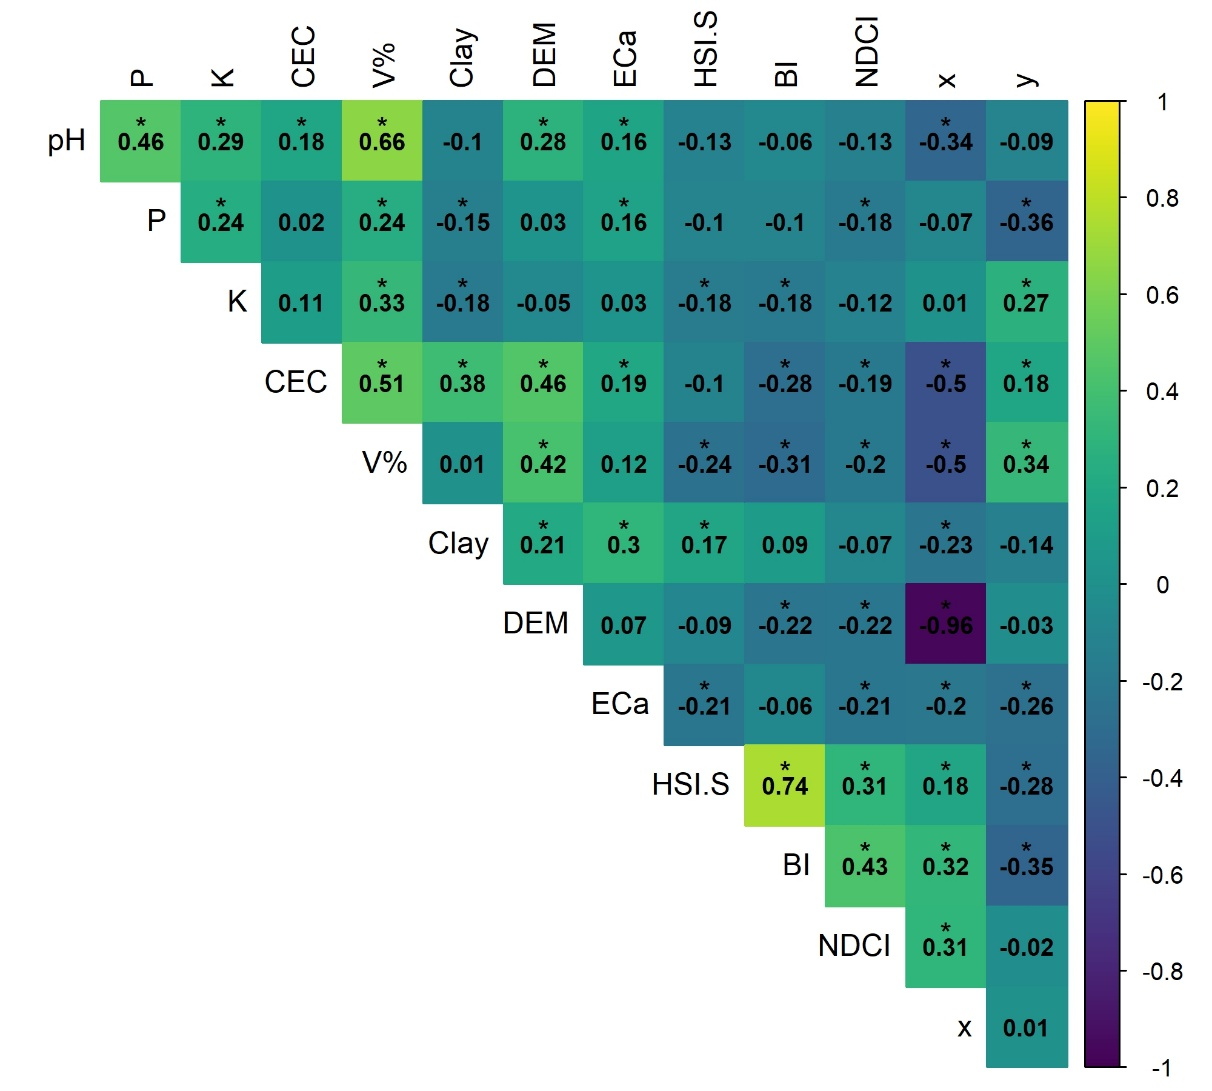 P K CEC V% Clay DEM ECa HSI.S BI NDCI x y
* * * * * * *
pH 0.46 0.29 0.18 0.66 -0.1 0.28 0.16 -0.13 -0.06 -0.13 -0.34 -0.09
* * * * * *
P 0.24 0.02 0.24 -0.15 0.03 0.16 -0.1 -0.1 -0.18 -0.07 -0.36
* * * * *
K 0.11 0.33 -0.18 -0.05 0.03 -0.18 -0.18 -0.12 0.01 0.27
* * * * * * * *
CEC 0.51 0.38 0.46 0.19 -0.1 -0.28 -0.19 -0.5 0.18
* * * * * *
V% 0.01 0.42 0.12 -0.24 -0.31 -0.2 -0.5 0.34
* * * *
Clay 0.21 0.3 0.17 0.09 -0.07 -0.23 -0.14
* * *
DEM 0.07 -0.09 -0.22 -0.22 -0.96 -0.03
* * * *
ECa -0.21 -0.06 -0.21 -0.2 -0.26
* * * *
HSI.S 0.74 0.31 0.18 -0.28
* * *
BI 0.43 0.32 -0.35
*
NDCI 0.31 -0.02
x 0.01
1
0.8
0.6
0.4
0.2
0
-0.2
-0.4
-0.6
-0.8
-1